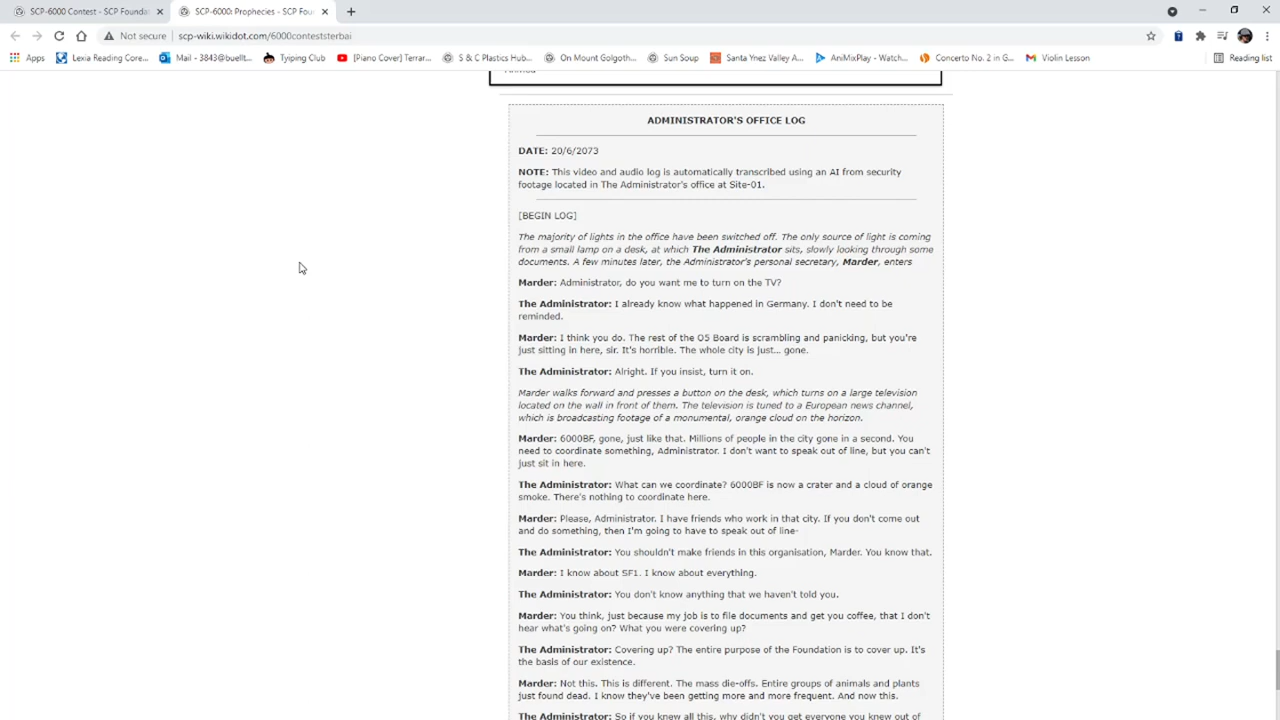 SCP-6000 Contest - SCP Founda
SCP-6000: Prophecies - SCP Fou
Not secure
scp-wiki.wikidot.com/6000conteststerbai
Apps
Lexia Reading Core...
Mail - 3843@buellt...
Typing Club
[Piano Cover] Terrar...
S & C Plastics Hub...
On Mount Golgoth...
Sun Soup
Santa Ynez Valley A...
AniMixPlay - Watch...
Concerto No. 2 in G...
Violin Lesson
Reading list
ADMINISTRATOR'S OFFICE LOG
DATE: 20/6/2073
NOTE: This video and audio log is automatically transcribed using an AI from security
footage located in The Administrator's office at Site-01.
[BEGIN LOG]
The majority of lights in the office have been switched off. The only source of light is coming
from a small lamp on a desk, at which The Administrator sits, slowly looking through some
documents. A few minutes later, the Administrator's personal secretary, Marder, enters
Marder: Administrator, do you want me to turn on the TV?
The Administrator: I already know what happened in Germany. I don't need to be
reminded.
Marder: I think you do. The rest of the O5 Board is scrambling and panicking, but you're
just sitting in here, sir. It's horrible. The whole city is just... gone.
The Administrator: Alright. If you insist, turn it on.
Marder walks forward and presses a button on the desk, which turns on a large television
located on the wall in front of them. The television is tuned to a European news channel,
which is broadcasting footage of a monumental, orange cloud on the horizon.
Marder: 6000BF, gone, just like that. Millions of people in the city gone in a second. You
need to coordinate something, Administrator. I don't want to speak out of line, but you can't
just sit in here.
The Administrator: What can we coordinate? 6000BF is now a crater and a cloud of orange
smoke. There's nothing to coordinate here.
Marder: Please, Administrator. I have friends who work in that city. If you don't come out
and do something, then I'm going to have to speak out of line-
The Administrator: You shouldn't make friends in this organisation, Marder. You know that.
Marder: I know about SF1. I know about everything.
The Administrator: You don't know anything that we haven't told you.
Marder: You think, just because my job is to file documents and get you coffee, that I don't
hear what's going on? What you were covering up?
The Administrator: Covering up? The entire purpose of the Foundation is to cover up. It's
the basis of our existence.
Marder: Not this. This is different. The mass die-offs. Entire groups of animals and plants
just found dead. I know they've been getting more and more frequent. And now this.
The Administrator: So if you knew all this, why didn't you get everyone you knew out of